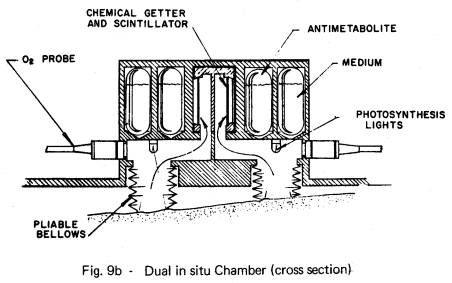 CHEMICAL GETTER
AND SCINTILLATOR
ANTIMETABOLITE
O₂ PROBE
MEDIUM
PHOTOSYNTHESIS
LIGHTS
PLIABLE
BELLOWS
Fig. 9b - Dual in situ Chamber (cross section)